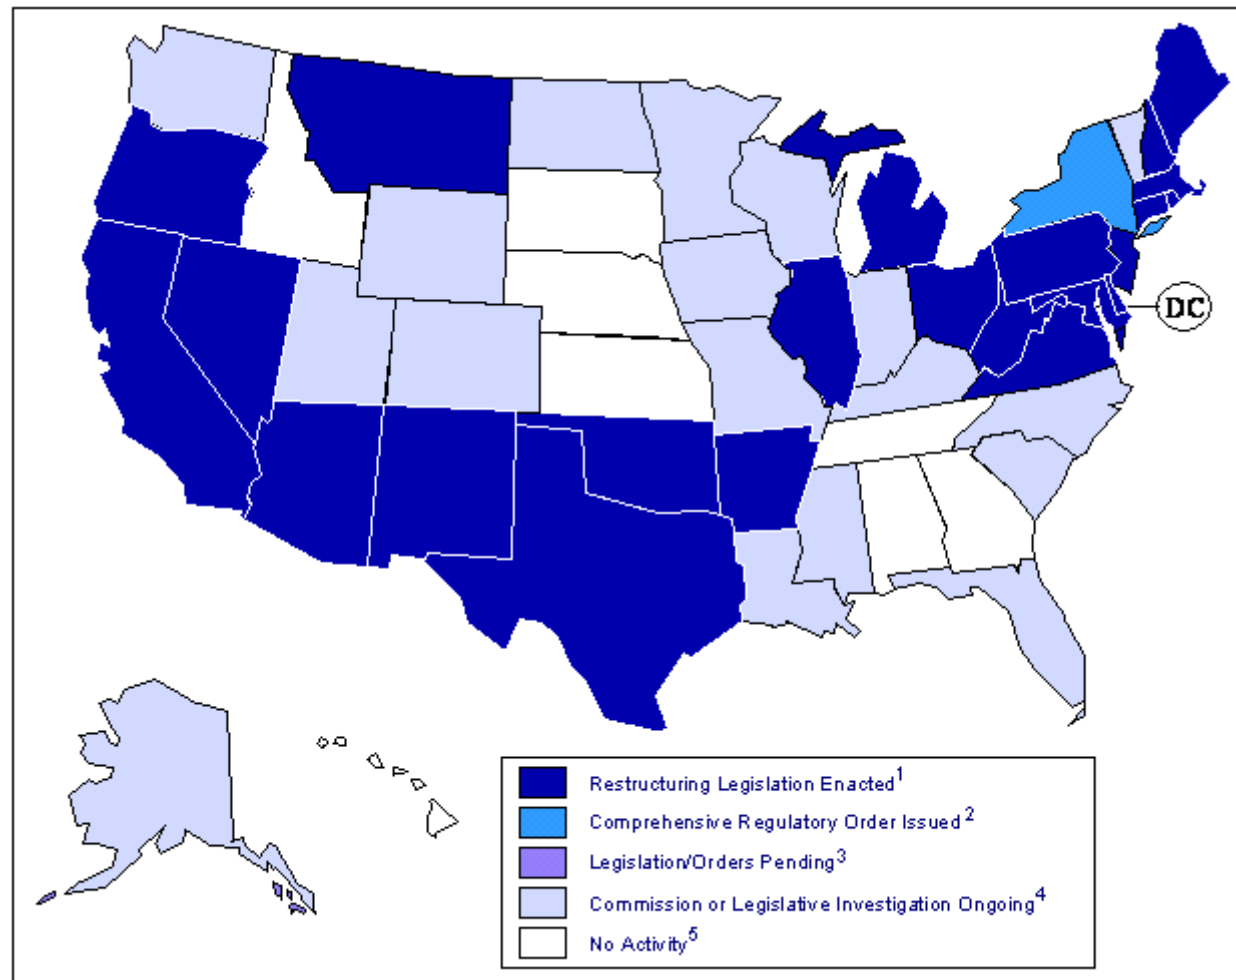 DC
Restructuring Legislation Enacted1
Comprehensive Regulatory Order Issued2
Legislation/Orders Pending3
Commission or Legislative Investigation Ongoing4
No Activity5